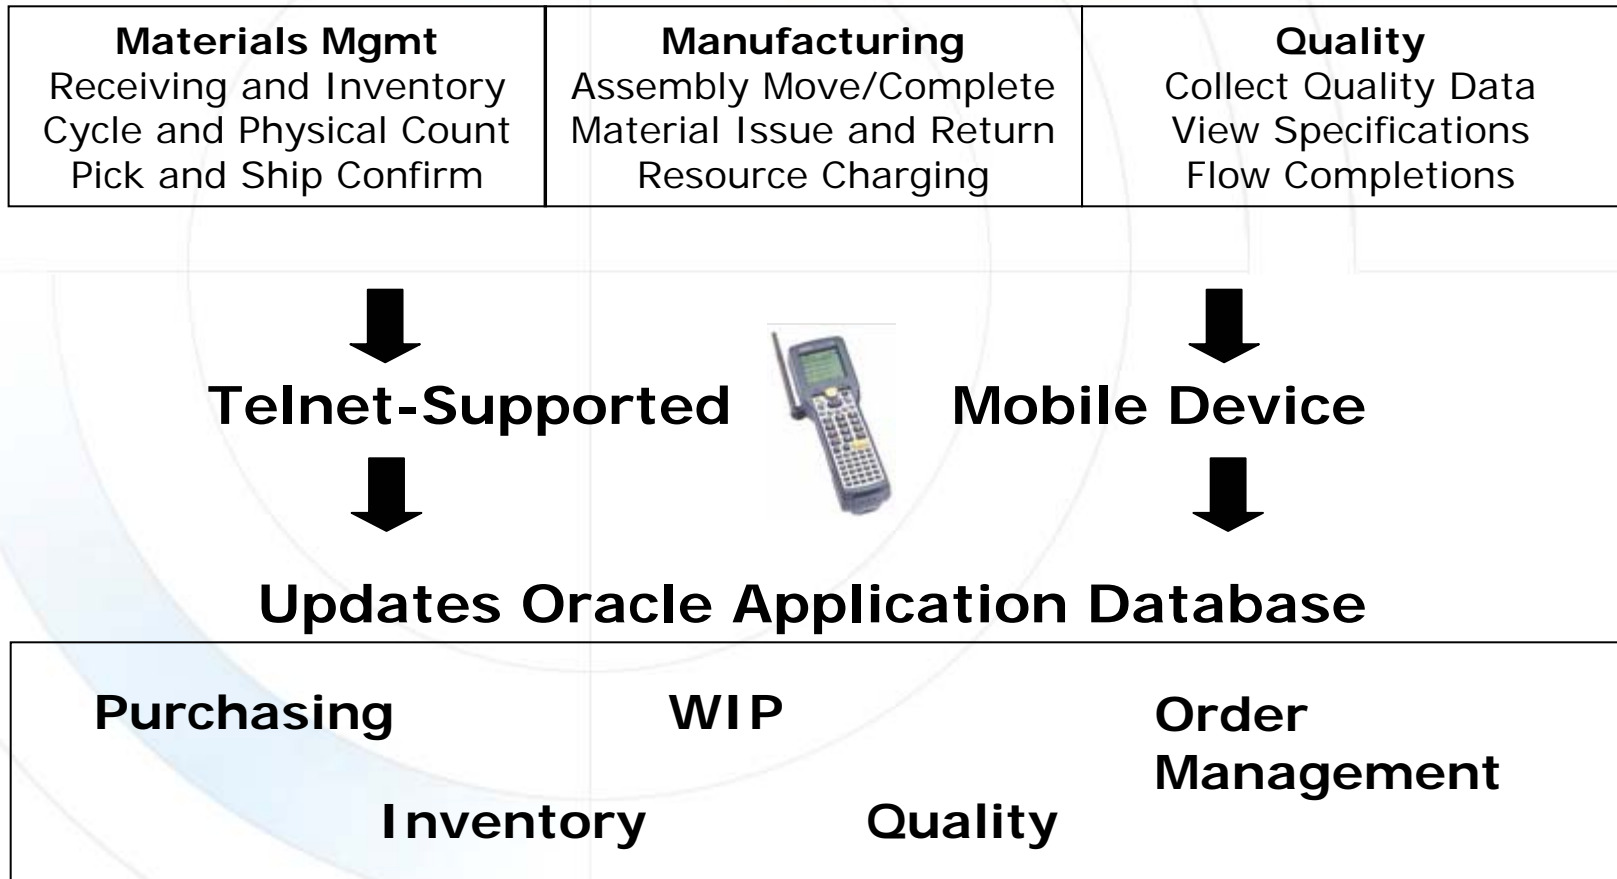 Materials Mgmt
Receiving and Inventory
Cycle and Physical Count
Pick and Ship Confirm
Manufacturing
Assembly Move/Complete
Material Issue and Return
Resource Charging
Quality
Collect Quality Data
View Specifications
Flow Completions
Telnet-Supported
Mobile Device
Updates Oracle Application Database
Purchasing
WIP
Order
Management
Inventory
Quality